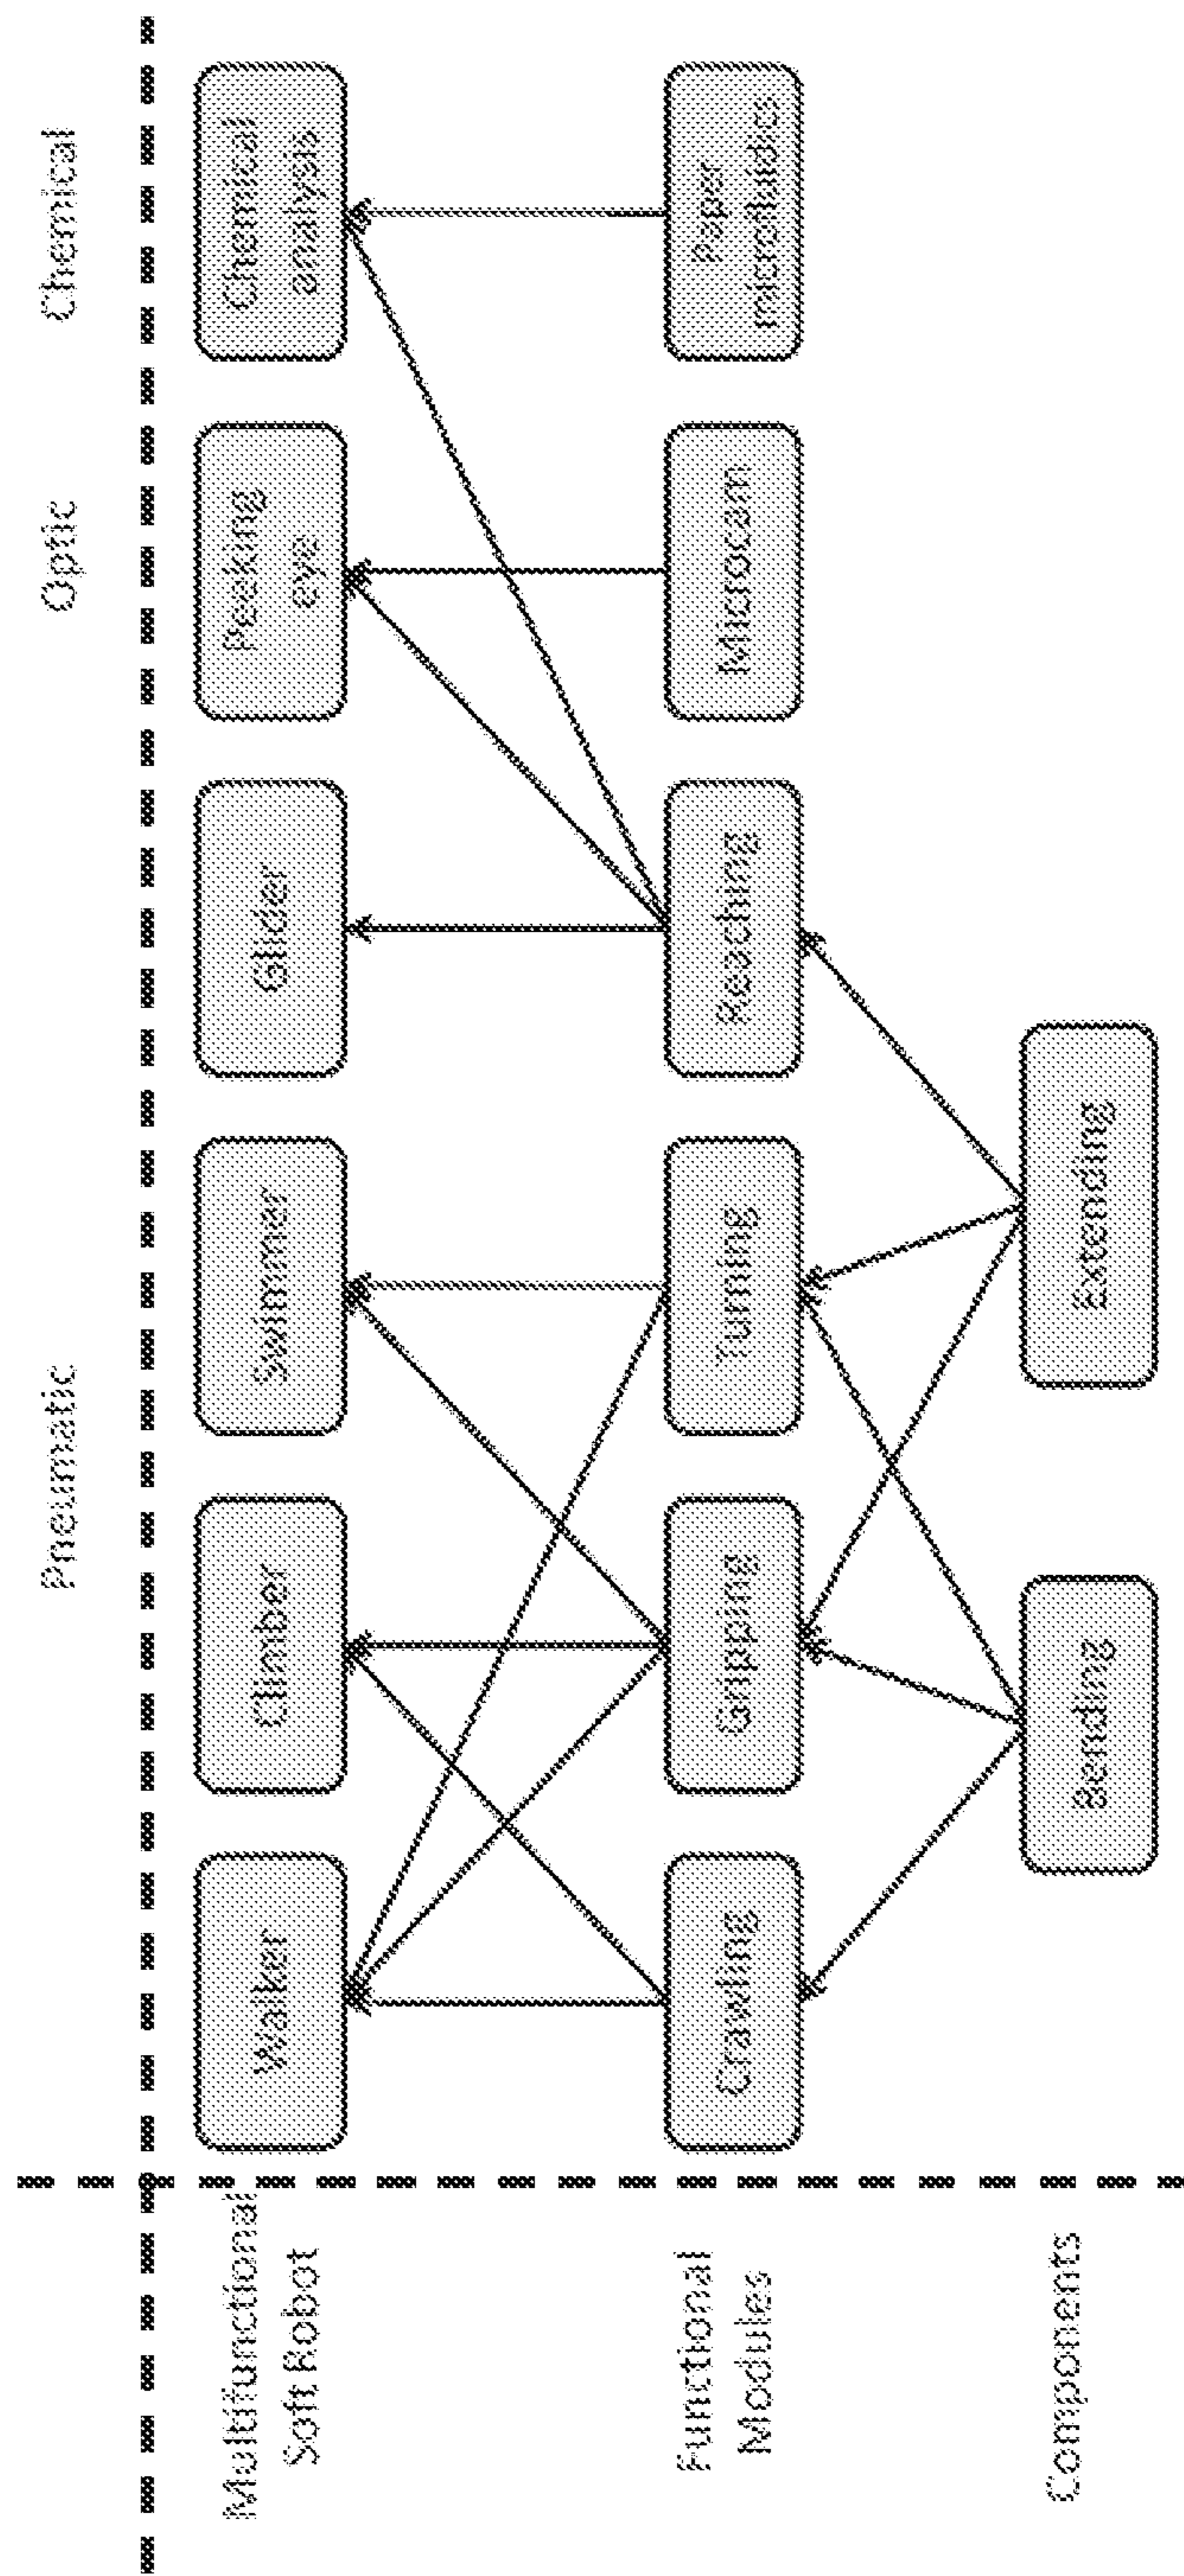 Pneumatic
Optic
Chemical
Multifunctional
Soft Robot
Walker
Climber
Swimmer
Glider
Peeking
eye
Chemical
analysis
Functional
Modules
Crawling
Gripping
Turning
Reaching
Microcam
Paper
microfluidics
Components
Bending
Extending